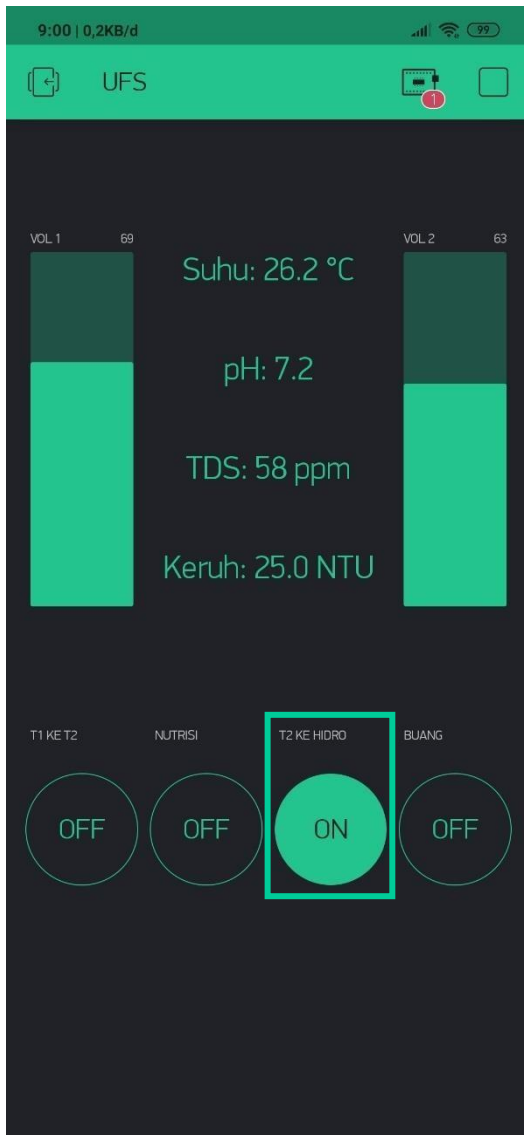 9:00 | 0,2KB/d
99
UFS
1
VOL 1 69
VOL 2 63
Suhu: 26.2 °C
pH: 7.2
TDS: 58 ppm
Keruh: 25.0 NTU
T1 KE T2
NUTRISI
T2 KE HIDRO
BUANG
OFF
OFF
ON
OFF